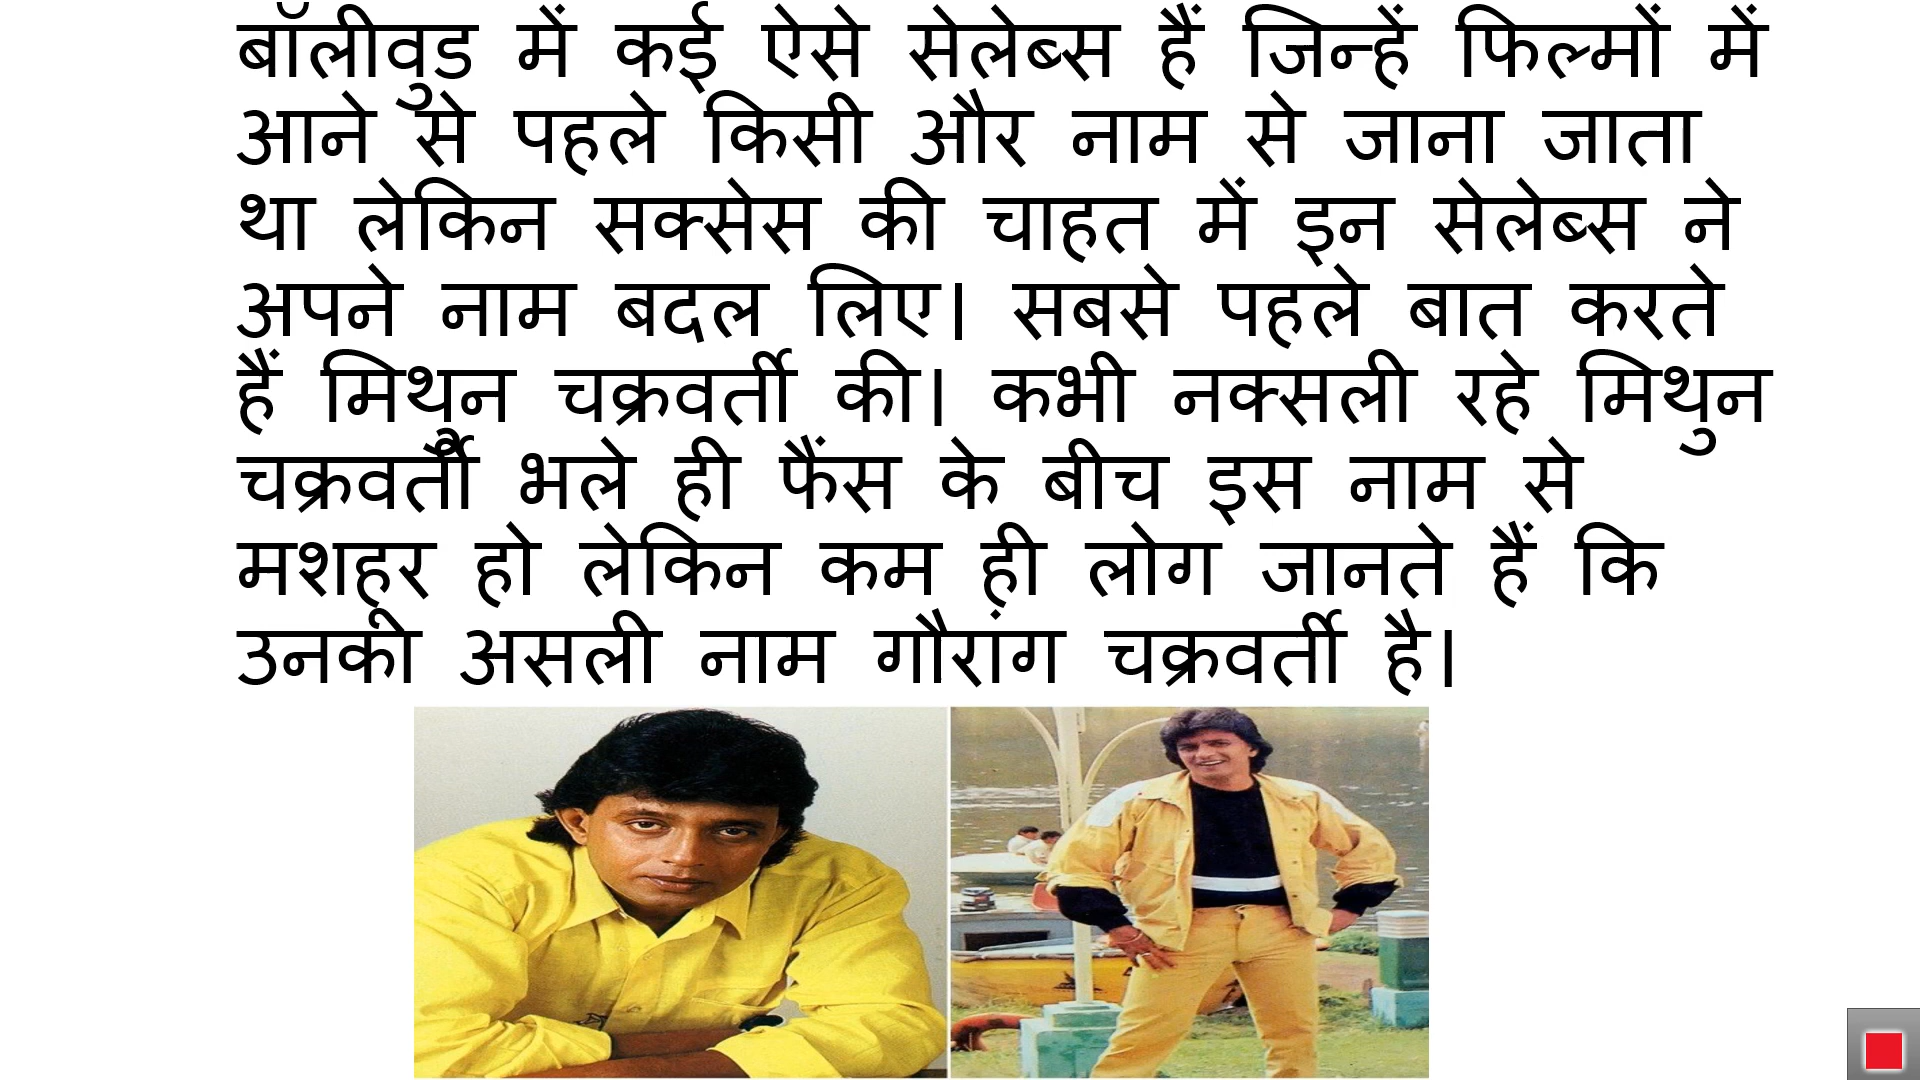 बॉलीवुड में कई ऐसे सेलेब्स हैं जिन्हें फिल्मों में
आने से पहले किसी और नाम से जाना जाता
था लेकिन सक्सेस की चाहत में इन सेलेब्स ने
अपने नाम बदल लिए। सबसे पहले बात करते
हैं मिथुन चक्रवर्ती की। कभी नक्सली रहे मिथुन
चक्रवर्ती भले ही फैंस के बीच इस नाम से
मशहूर हो लेकिन कम ही लोग जानते हैं कि
उनका असली नाम गौरांग चक्रवर्ती है।